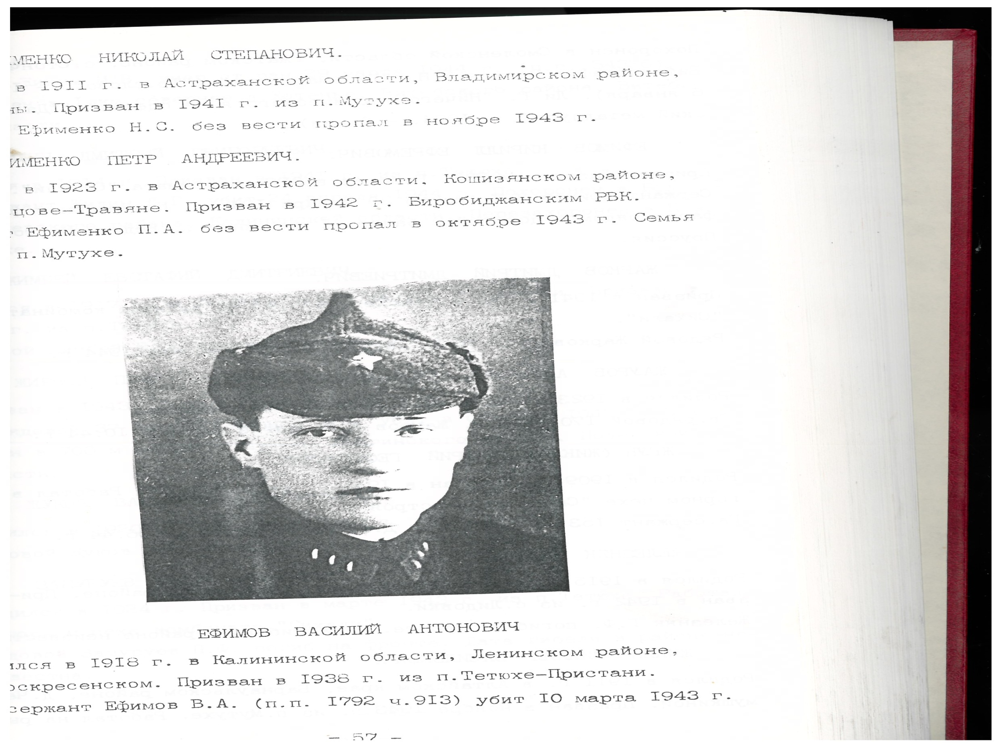 ИМЕНКО НИКОЛАЙ СТЕПАНОВИЧ.
в 1911 г. в Астраханской области, Владимирском районе,
ны. Призван в 1941 г. из п.Мутухе.
Ефименко Н.С. без вести пропал в ноябре 1943 г.
ИМЕНКО ПЕТР АНДРЕЕВИЧ.
в 1923 г. в Астраханской области. Кошизянском районе,
цове-Травяне. Призван в 1942 г. Биробиджанским РВК.
Ефименко П.А. без вести пропал в октябре 1943 г. Семья
п.Мутухе.
ЕФИМОВ ВАСИЛИЙ АНТОНОВИЧ
ился в 1918 г. в Калининской области, Ленинском районе,
оскресенском. Призван в 1938 г. из п.Тетюхе-Пристани.
сержант Ефимов В.А. (п.п. 1792 ч.913) убит 10 марта 1943 г.
- 57 -